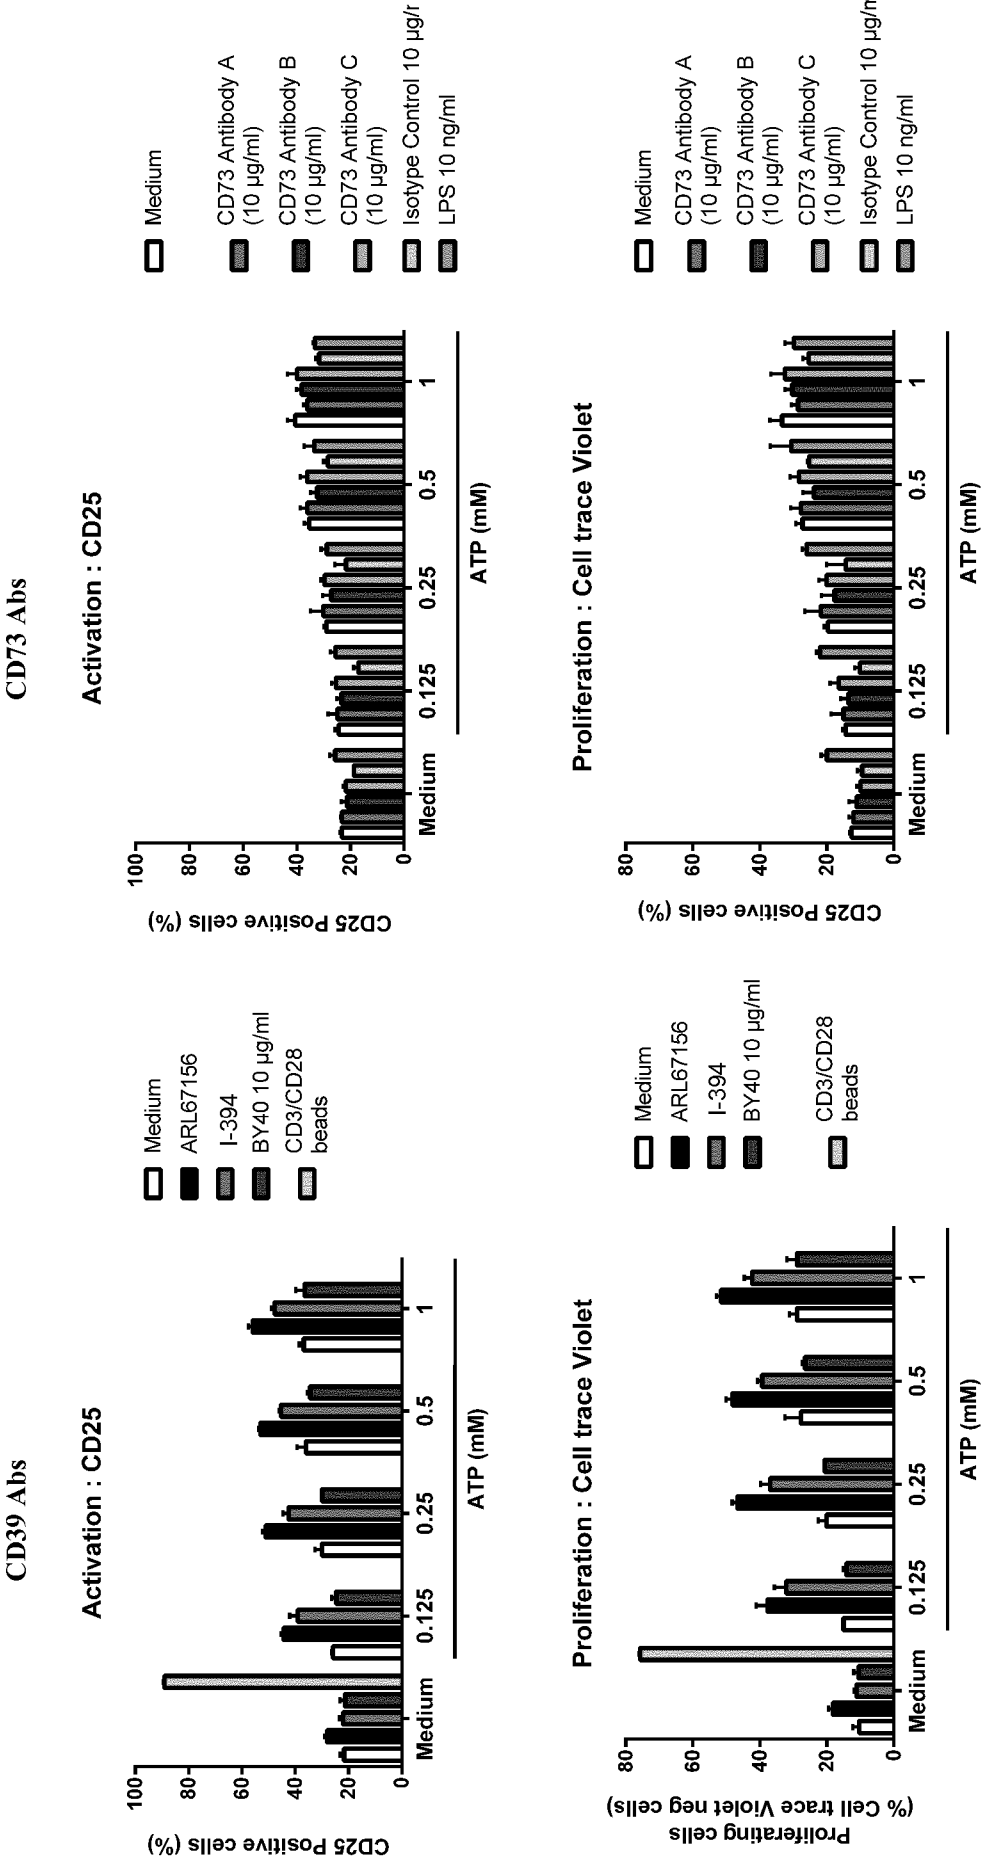 CD39 Abs
Activation : CD25
CD25 Positive cells (%)
100
80
60
40
20
0
Medium
0.125
0.25
0.5
1
ATP (mM)
Medium
ARL67156
I-394
BY40 10 µg/ml
CD3/CD28
beads
Proliferation : Cell trace Violet
Proliferating cells
(% Cell trace Violet neg cells)
80
60
40
20
0
Medium
0.125
0.25
0.5
1
ATP (mM)
Medium
ARL67156
I-394
BY40 10 µg/ml
CD3/CD28
beads
CD73 Abs
Activation : CD25
CD25 Positive cells (%)
100
80
60
40
20
0
Medium
0.125
0.25
0.5
1
ATP (mM)
Medium
CD73 Antibody A
(10 µg/ml)
CD73 Antibody B
(10 µg/ml)
CD73 Antibody C
(10 µg/ml)
Isotype Control 10
LPS 10 ng/ml
Proliferation : Cell trace Violet
CD25 Positive cells (%)
80
60
40
20
0
Medium
0.125
0.25
0.5
1
ATP (mM)
Medium
CD73 Antibody A
(10 µg/ml)
CD73 Antibody B
(10 µg/ml)
CD73 Antibody C
(10 µg/ml)
Isotype Control 10
LPS 10 ng/ml